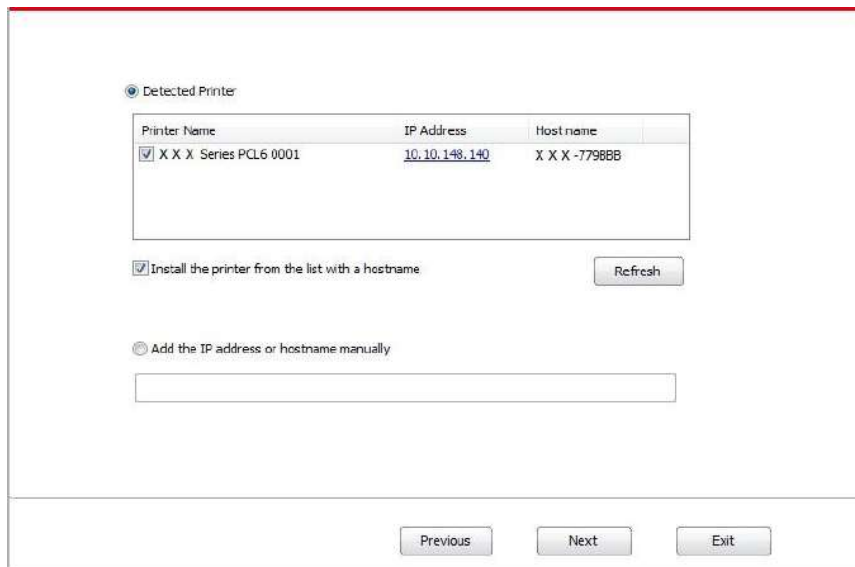 Detected Printer
Printer Name IP Address Host name
X X X Series PCL6 0001 10.10.148.140 X X X -779BBB
Install the printer from the list with a hostname
Refresh
Add the IP address or hostname manually
Previous Next Exit